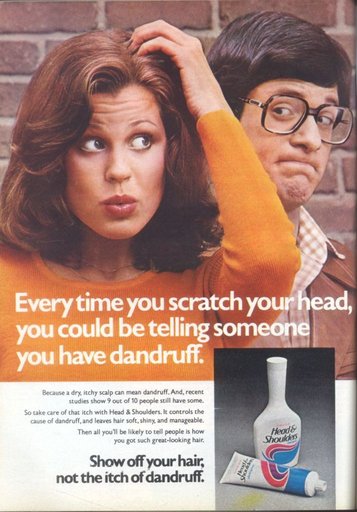 Every time you scratch your head,
you could be telling someone
you have dandruff.
Because a dry, itchy scalp can mean dandruff. And, recent
studies show 9 out of 10 people still have some.
So take care of that itch with Head & Shoulders. It controls the
cause of dandruff, and leaves hair soft, shiny, and manageable.
Then all you'll be likely to tell people is how
you got such great-looking hair.
Show off your hair,
not the itch of dandruff.
Head &
Shoulders
Head &
Shoulders